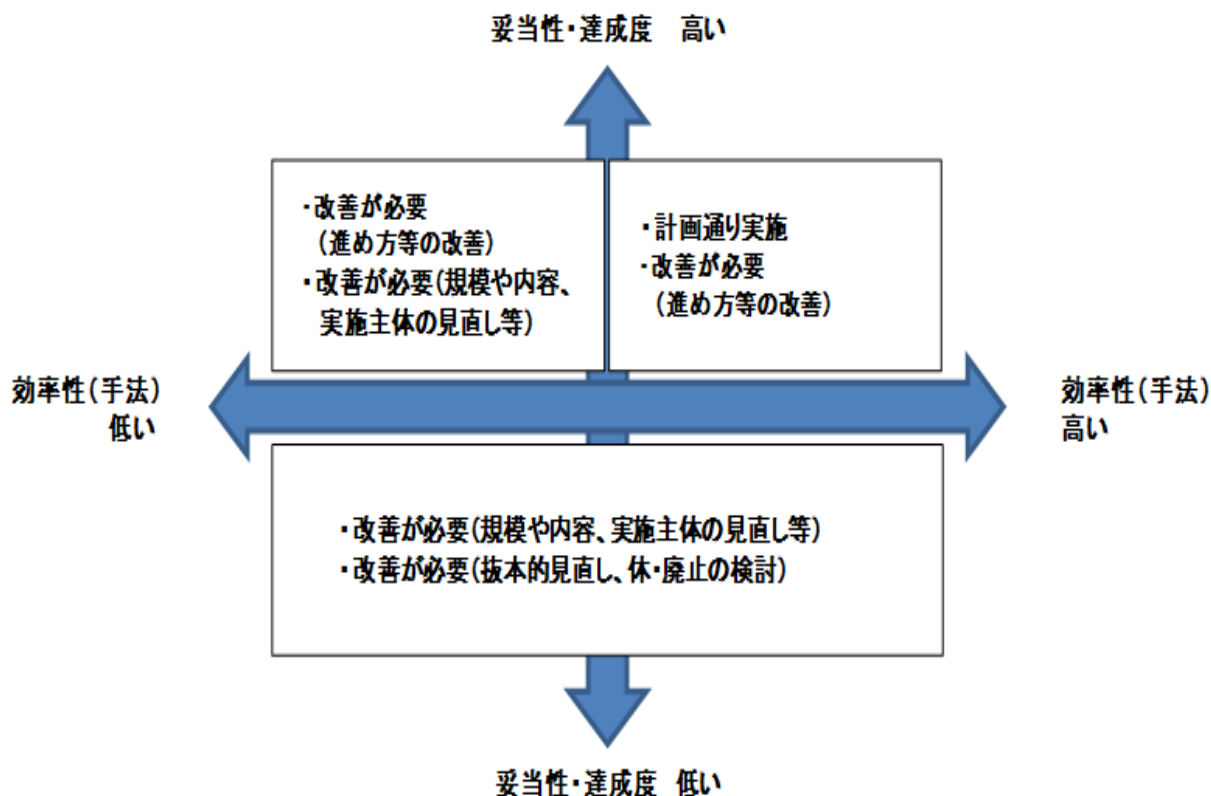 妥当性・達成度 高い
・改善が必要
(進め方等の改善)
・改善が必要(規模や内容、
実施主体の見直し等)
・計画通り実施
・改善が必要
(進め方等の改善)
効率性(手法)
低い
効率性(手法)
高い
・改善が必要(規模や内容、実施主体の見直し等)
・改善が必要(抜本的見直し、休・廃止の検討)
妥当性・達成度 低い